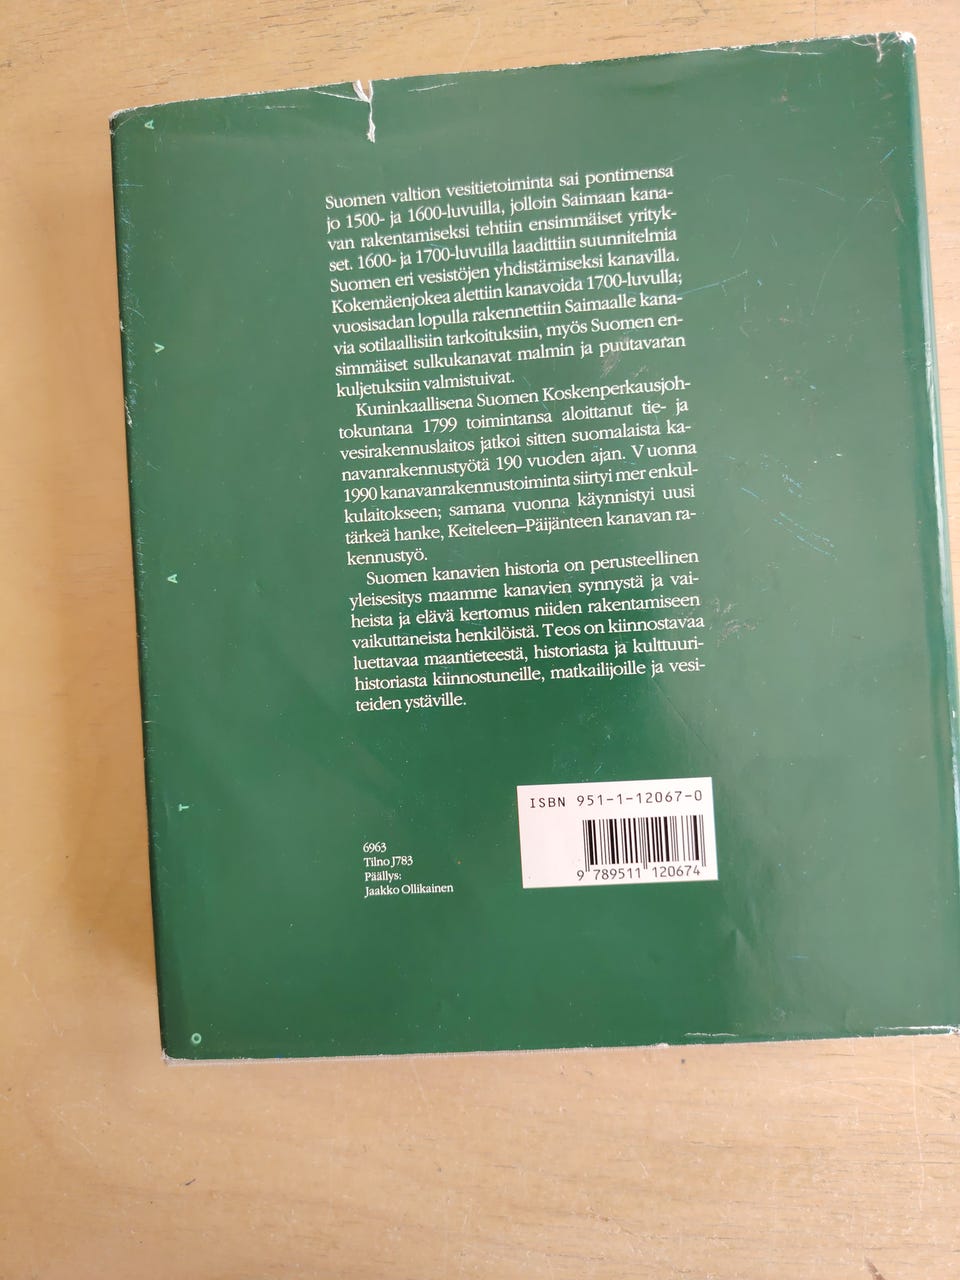 Suomen valtion vesitietoiminta sai pontimensa
jo 1500- ja 1600-luvuilla, jolloin Saimaan kana-
van rakentamiseksi tehtiin ensimmäiset yrityk-
set. 1600- ja 1700-luvuilla laadittiin suunnitelmia
Suomen eri vesistöjen yhdistämiseksi kanavilla.
Kokemäenjokea alettiin kanavoida 1700-luvulla;
vuosisadan lopulla rakennettiin Saimaalle kana-
via sotilaallisiin tarkoituksiin, myös Suomen en-
simmäiset sulkukanavat malmin ja puutavaran
kuljetuksiin valmistuivat.
Kuninkaallisena Suomen Koskenperkausjoh-
tokuntana 1799 toimintansa aloittanut tie- ja
vesirakennuslaitos jatkoi sitten suomalaista ka-
navanrakennustyötä 190 vuoden ajan. Vuonna
1990 kanavanrakennustoiminta siirtyi merenkul-
kulaitokseen; samana vuonna käynnistyi uusi
tärkeä hanke, Keiteleen–Päijänteen kanavan ra-
kennustyö.
Suomen kanavien historia on perusteellinen
yleisesitys maamme kanavien synnystä ja vai-
heista ja elävä kertomus niiden rakentamiseen
vaikuttaneista henkilöistä. Teos on kiinnostavaa
luettavaa maantieteestä, historiasta ja kulttuuri-
historiasta kiinnostuneille, matkailijoille ja vesi-
teiden ystäville.
ISBN 951-1-12067-0
9 789511 120674
6963
Tilno J783
Päällys:
Jaakko Ollikainen
A
V
A
T
O